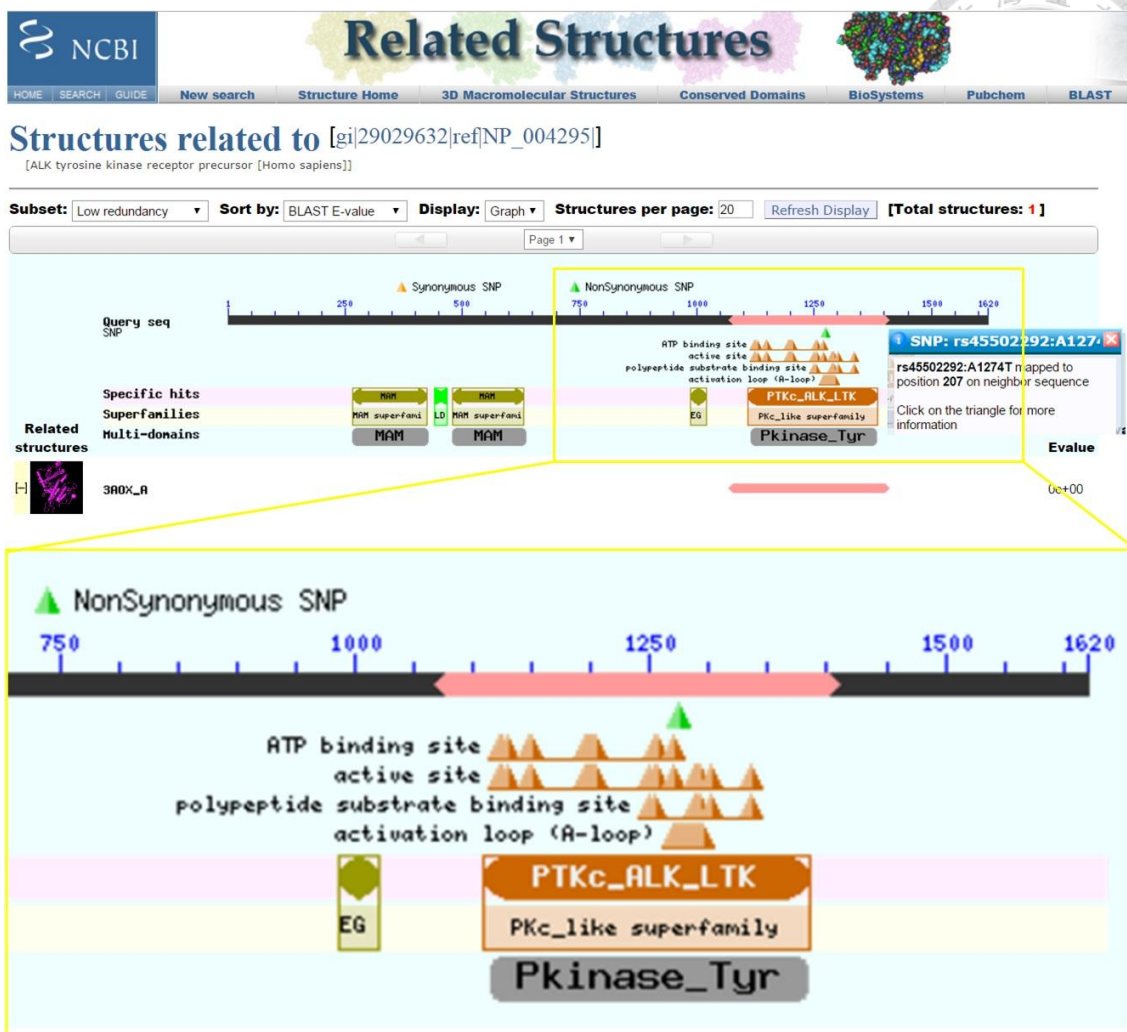 NCBI
Related Structures
HOME SEARCH GUIDE New search Structure Home 3D Macromolecular Structures Conserved Domains BioSystems Pubchem BLAST
Structures related to [gi|29029632|ref|NP_004295|]
[ALK tyrosine kinase receptor precursor [Homo sapiens]]
Subset: Low redundancy Sort by: BLAST E-value Display: Graph Structures per page: 20 Refresh Display [Total structures: 1 ]
Page 1
Synonymous SNP NonSynonymous SNP
1 250 500 750 1000 1250 1500 1620
Query seq
SNP
ATP binding site
active site
polypeptide substrate binding site
activation loop (A-loop)
SNP: rs45502292:A127
rs45502292:A1274T mapped to
position 207 on neighbor sequence
Click on the triangle for more
information
Specific hits MAM MAM PTKc_ALK_LTK
Superfamilies MAM superfami LD MAM superfami EG PKc_like superfamily
Multi-domains MAM MAM Pkinase_Tyr
Related
structures
Evalue
[-] 3AOX_A 0e+00
NonSynonymous SNP
750 1000 1250 1500 1620
ATP binding site
active site
polypeptide substrate binding site
activation loop (A-loop)
PTKc_ALK_LTK
EG PKc_like superfamily
Pkinase_Tyr